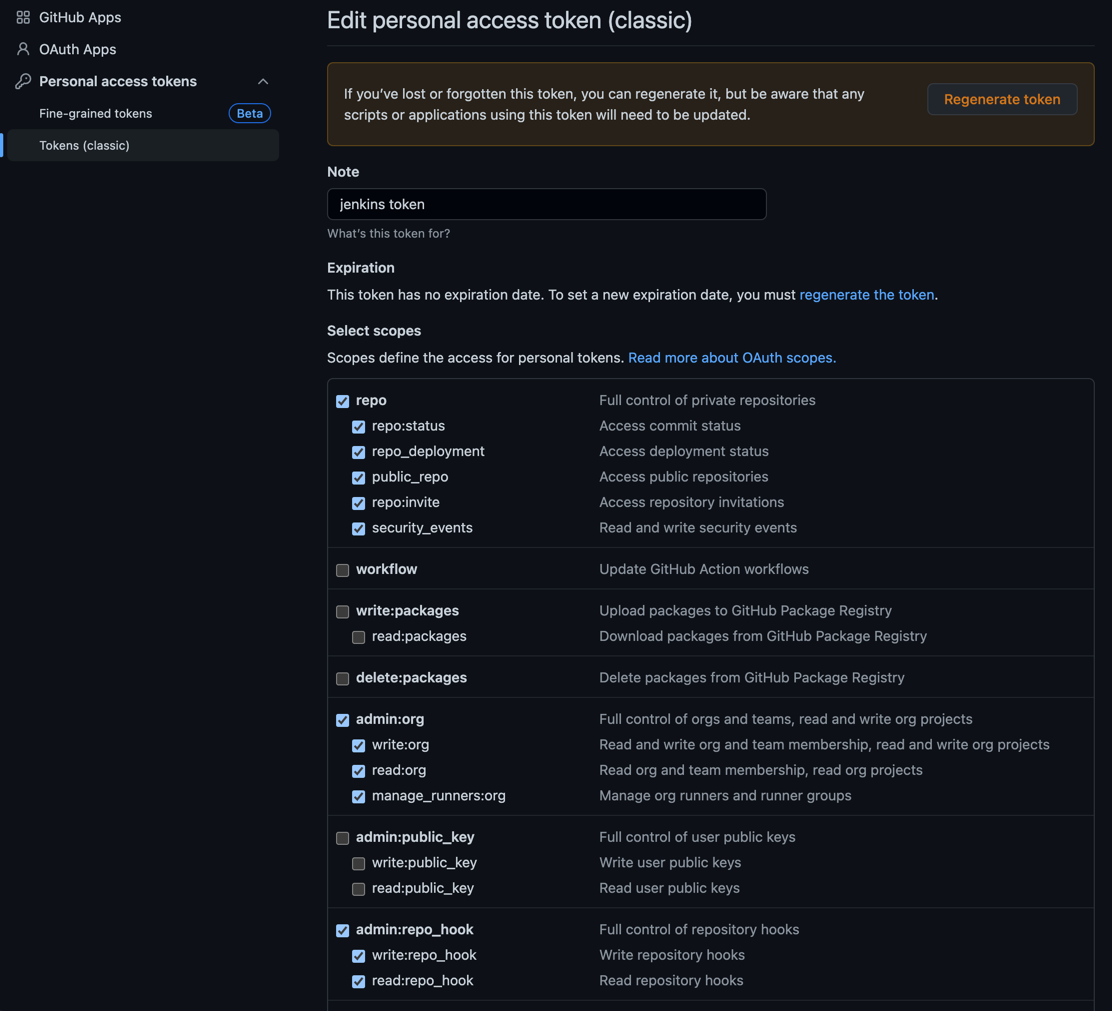 GitHub Apps
OAuth Apps
Personal access tokens
Fine-grained tokens Beta
Tokens (classic)
Edit personal access token (classic)
If you’ve lost or forgotten this token, you can regenerate it, but be aware that any
scripts or applications using this token will need to be updated.
Regenerate token
Note
jenkins token
What’s this token for?
Expiration
This token has no expiration date. To set a new expiration date, you must regenerate the token.
Select scopes
Scopes define the access for personal tokens. Read more about OAuth scopes.
repo Full control of private repositories
repo:status Access commit status
repo_deployment Access deployment status
public_repo Access public repositories
repo:invite Access repository invitations
security_events Read and write security events
workflow Update GitHub Action workflows
write:packages Upload packages to GitHub Package Registry
read:packages Download packages from GitHub Package Registry
delete:packages Delete packages from GitHub Package Registry
admin:org Full control of orgs and teams, read and write org projects
write:org Read and write org and team membership, read and write org projects
read:org Read org and team membership, read org projects
manage_runners:org Manage org runners and runner groups
admin:public_key Full control of user public keys
write:public_key Write user public keys
read:public_key Read user public keys
admin:repo_hook Full control of repository hooks
write:repo_hook Write repository hooks
read:repo_hook Read repository hooks